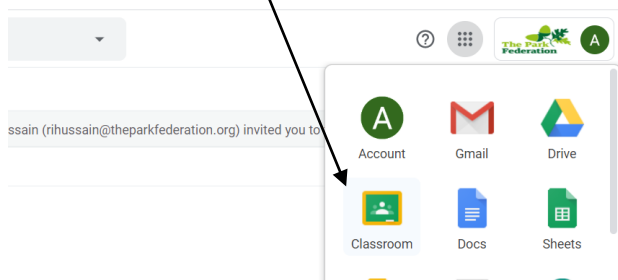 The Park
Federation
A
ssain (rihussain@theparkfederation.org) invited you to
A
Account
Gmail
Drive
Classroom
Docs
Sheets